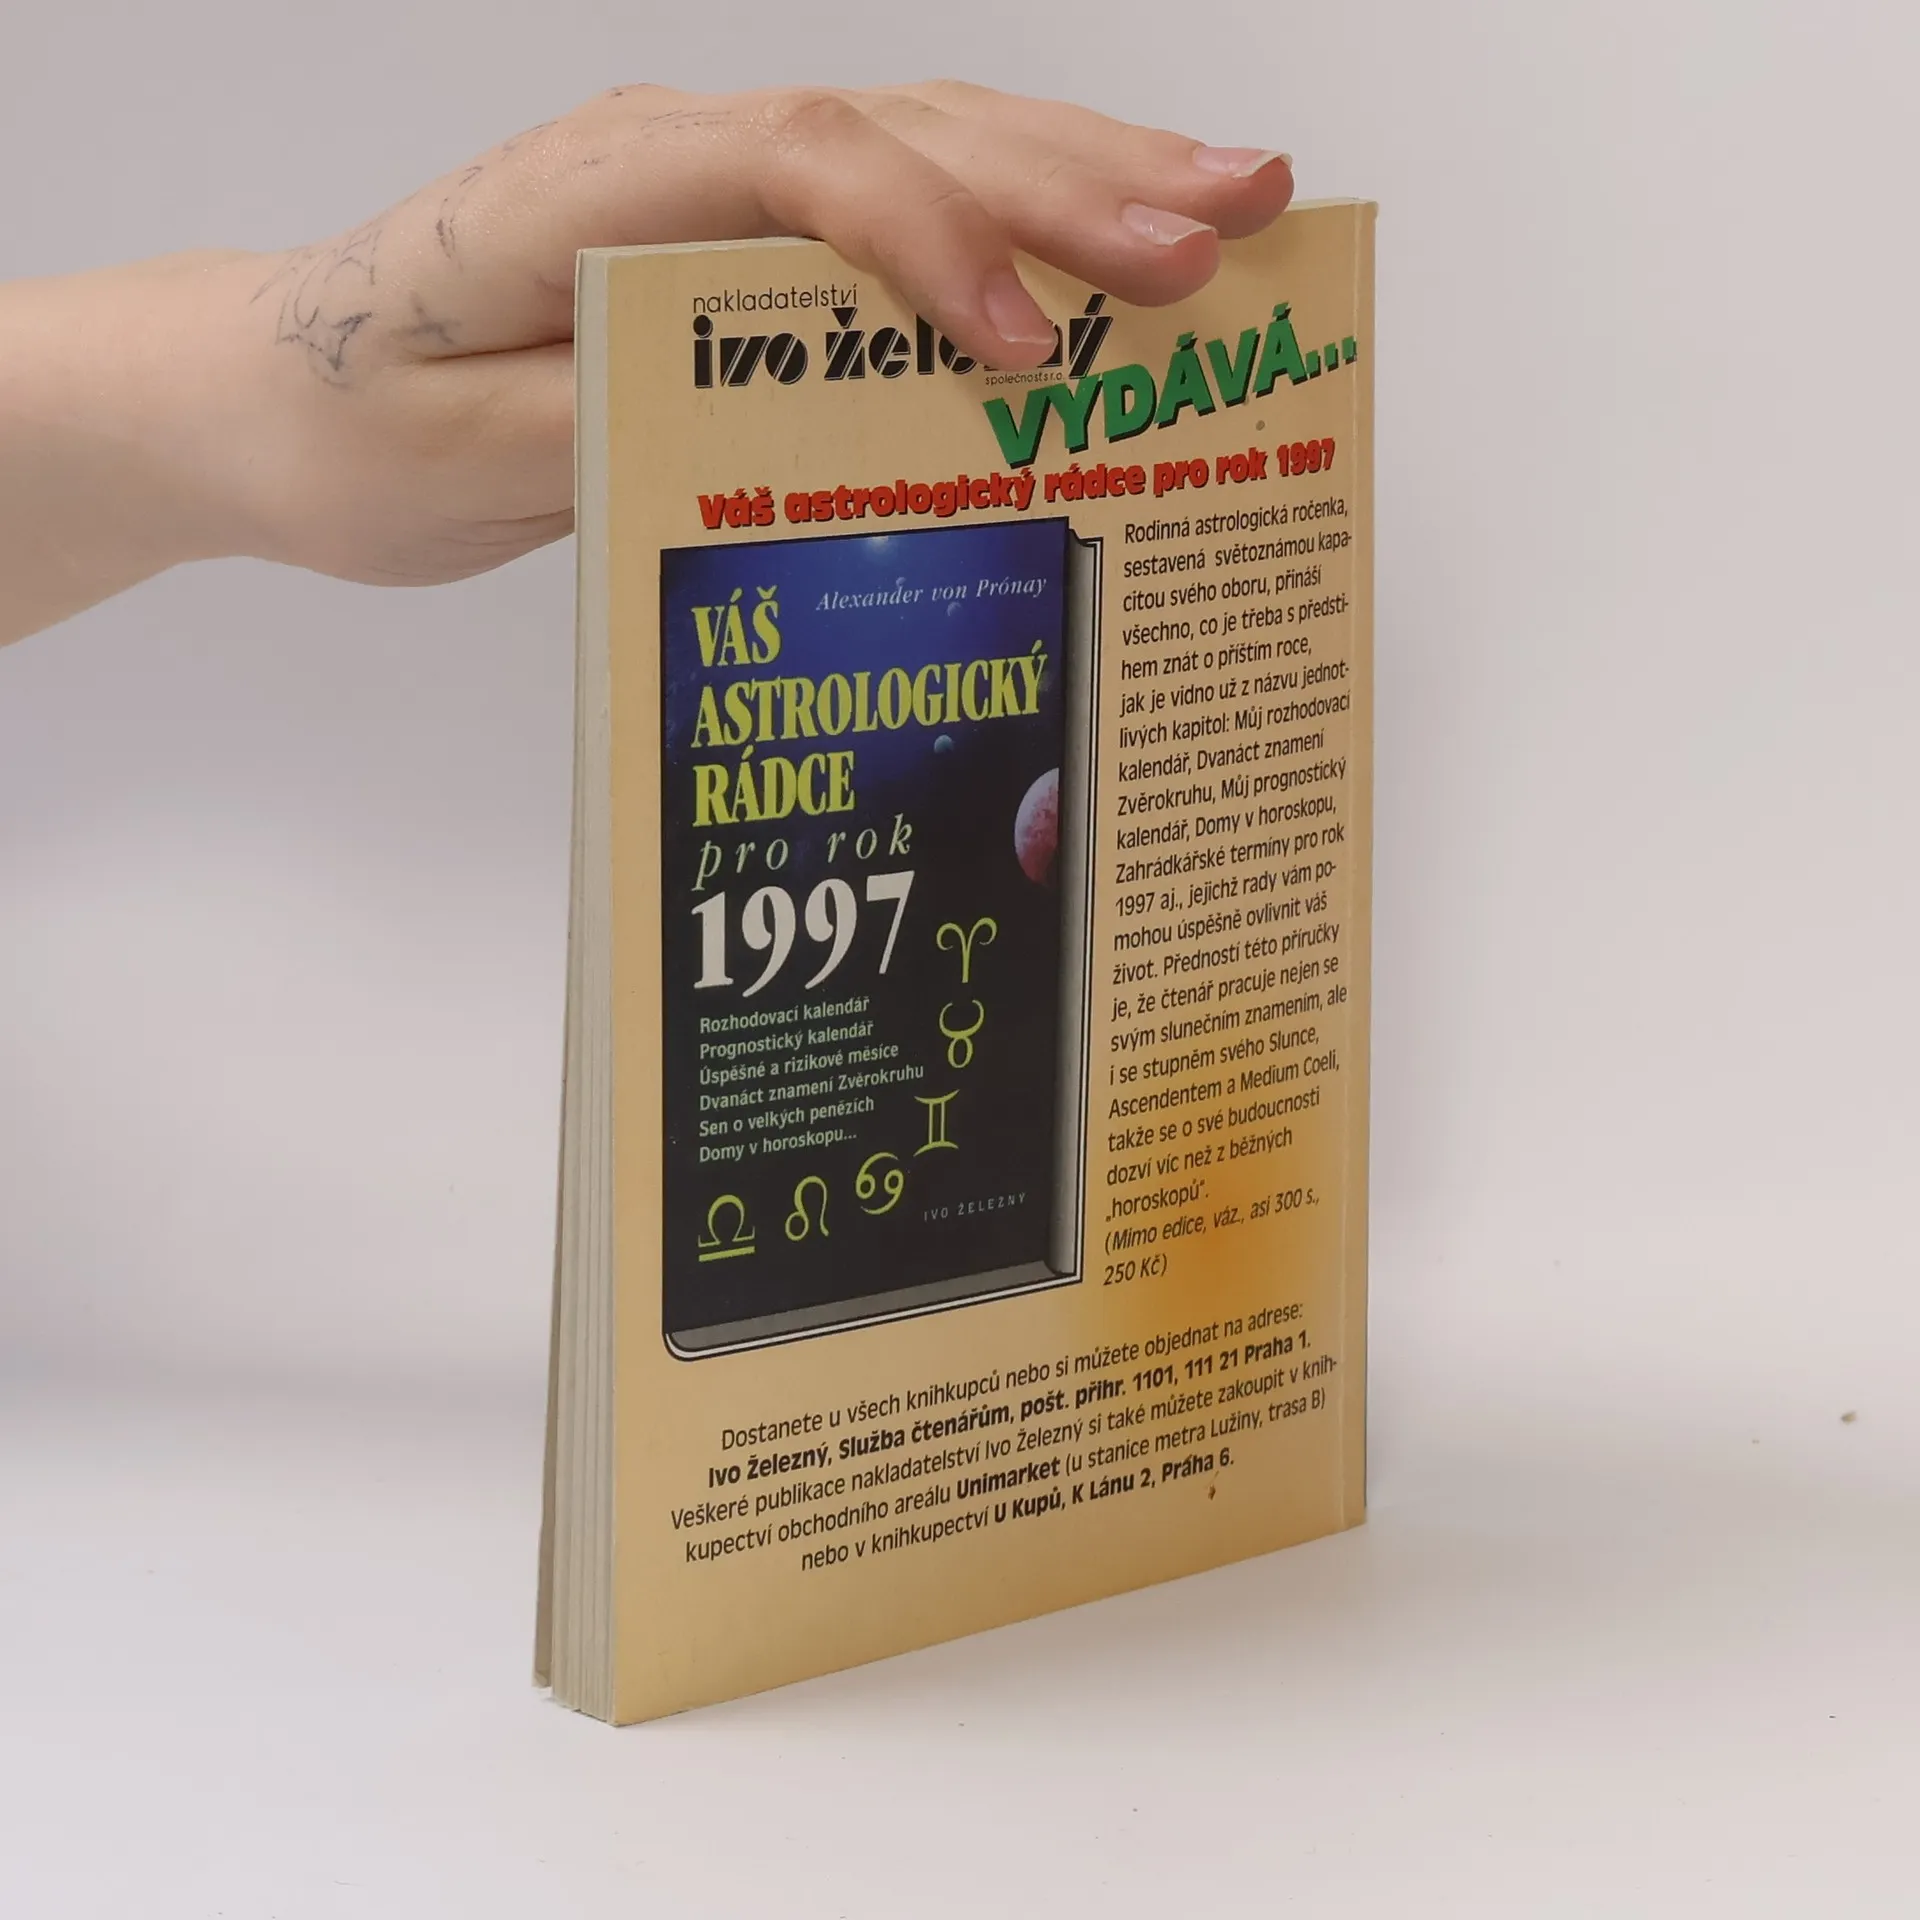 nakladatelství
ivo železný
společnost s r.o.
VYDÁVÁ...
Váš astrologický rádce pro rok 1997
Alexander von Prónay
VÁŠ
ASTROLOGICKÝ
RÁDCE
pro rok
1997
Rozhodovací kalendář
Prognostický kalendář
Úspěšné a rizikové měsíce
Dvanáct znamení Zvěrokruhu
Sen o velkých penězích
Domy v horoskopu...
IVO ŽELEZNÝ
Rodinná astrologická ročenka,
sestavená světoznámou kapa-
citou svého oboru, přináší
všechno, co je třeba s předsti-
hem znát o příštím roce,
jak je vidno už z názvu jednot-
livých kapitol: Můj rozhodovací
kalendář, Dvanáct znamení
Zvěrokruhu, Můj prognostický
kalendář, Domy v horoskopu,
Zahrádkářské termíny pro rok
1997 aj., jejichž rady vám po-
mohou úspěšně ovlivnit váš
život. Předností této příručky
je, že čtenář pracuje nejen se
svým slunečním znamením, ale
i se stupněm svého Slunce,
Ascendentem a Medium Coeli,
takže se o své budoucnosti
dozví víc než z běžných
„horoskopů“.
(Mimo edice, váz., asi 300 s.,
250 Kč)
Dostanete u všech knihkupců nebo si můžete objednat na adrese:
Ivo Železný, Služba čtenářům, pošt. přihr. 1101, 111 21 Praha 1.
Veškeré publikace nakladatelství Ivo Železný si také můžete zakoupit v knih-
kupectví obchodního areálu Unimarket (u stanice metra Lužiny, trasa B)
nebo v knihkupectví U Kupů, K Lánu 2, Praha 6.